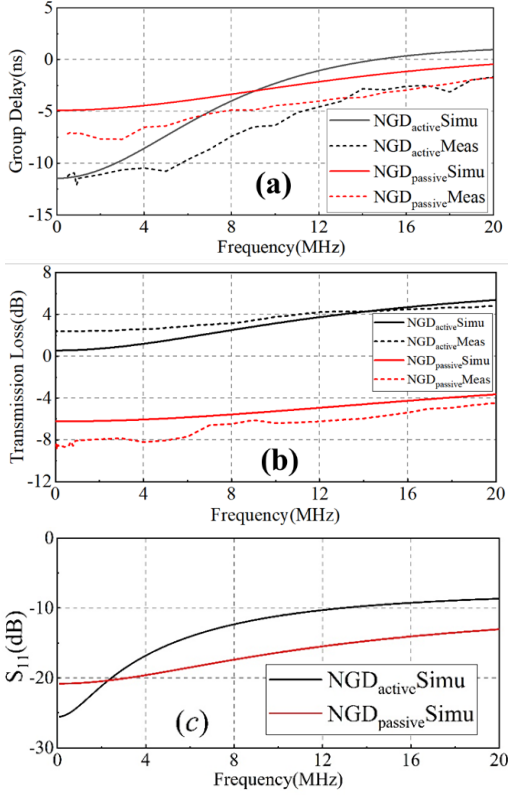 0
-5
-10
-15
Group Delay(ns)
NGDactiveSimu
NGDactiveMeas
NGDpassiveSimu
NGDpassiveMeas
(a)
0 4 8 12 16 20
Frequency(MHz)
8
4
0
-4
-8
-12
Transmission Loss(dB)
NGDactiveSimu
NGDactiveMeas
NGDpassiveSimu
NGDpassiveMeas
(b)
0 4 8 12 16 20
Frequency(MHz)
0
-10
-20
-30
S11(dB)
NGDactiveSimu
NGDpassiveSimu
(c)
0 4 8 12 16 20
Frequency(MHz)